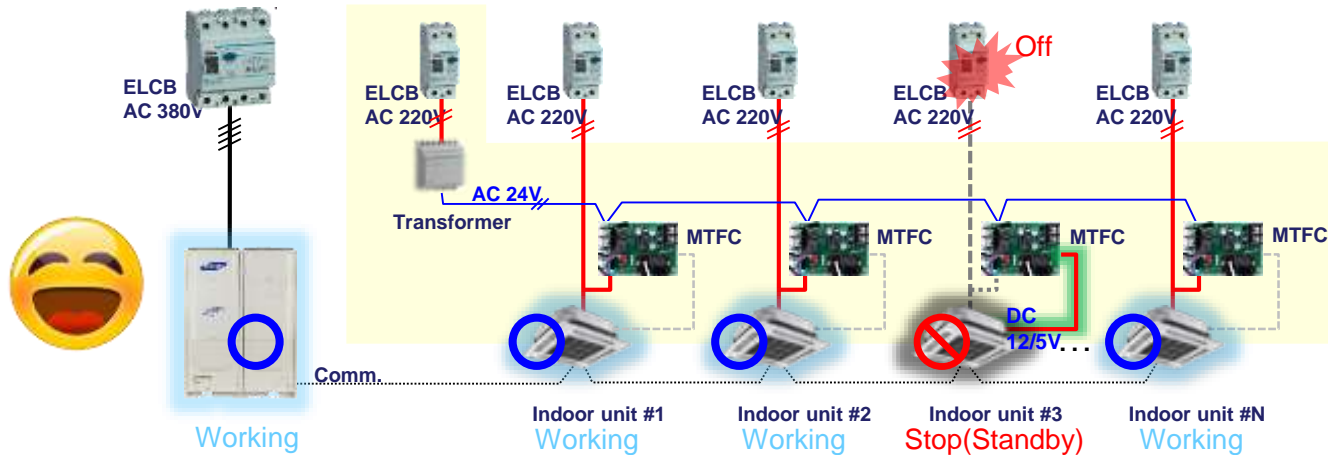 Off
ELCB
AC 380V
ELCB
AC 220V
ELCB
AC 220V
ELCB
AC 220V
ELCB
AC 220V
ELCB
AC 220V
AC 24V
Transformer
MTFC
MTFC
MTFC
MTFC
DC
12/5V
...
Comm.
Indoor unit #1
Indoor unit #2
Indoor unit #3
Indoor unit #N
Working
Working
Working
Stop(Standby)
Working